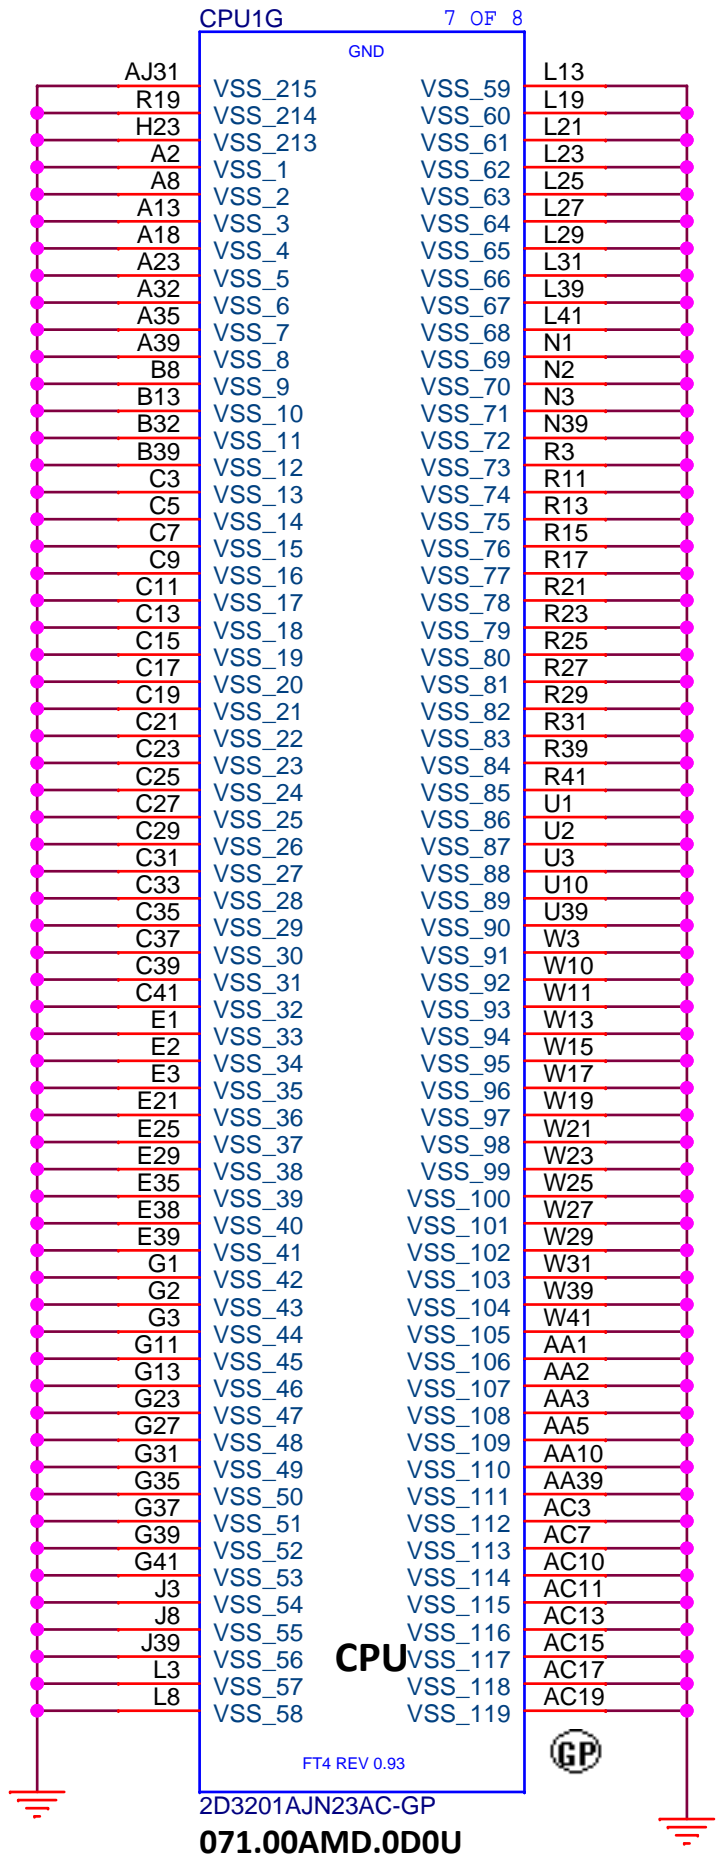 CPU1G 7 OF 8
GND
AJ31 VSS_215 VSS_59 L13
R19 VSS_214 VSS_60 L19
H23 VSS_213 VSS_61 L21
A2 VSS_1 VSS_62 L23
A8 VSS_2 VSS_63 L25
A13 VSS_3 VSS_64 L27
A18 VSS_4 VSS_65 L29
A23 VSS_5 VSS_66 L31
A32 VSS_6 VSS_67 L39
A35 VSS_7 VSS_68 L41
A39 VSS_8 VSS_69 N1
B8 VSS_9 VSS_70 N2
B13 VSS_10 VSS_71 N3
B32 VSS_11 VSS_72 N39
B39 VSS_12 VSS_73 R3
C3 VSS_13 VSS_74 R11
C5 VSS_14 VSS_75 R13
C7 VSS_15 VSS_76 R15
C9 VSS_16 VSS_77 R17
C11 VSS_17 VSS_78 R21
C13 VSS_18 VSS_79 R23
C15 VSS_19 VSS_80 R25
C17 VSS_20 VSS_81 R27
C19 VSS_21 VSS_82 R29
C21 VSS_22 VSS_83 R31
C23 VSS_23 VSS_84 R39
C25 VSS_24 VSS_85 R41
C27 VSS_25 VSS_86 U1
C29 VSS_26 VSS_87 U2
C31 VSS_27 VSS_88 U3
C33 VSS_28 VSS_89 U10
C35 VSS_29 VSS_90 U39
C37 VSS_30 VSS_91 W3
C39 VSS_31 VSS_92 W10
C41 VSS_32 VSS_93 W11
E1 VSS_33 VSS_94 W13
E2 VSS_34 VSS_95 W15
E3 VSS_35 VSS_96 W17
E21 VSS_36 VSS_97 W19
E25 VSS_37 VSS_98 W21
E29 VSS_38 VSS_99 W23
E35 VSS_39 VSS_100 W25
E38 VSS_40 VSS_101 W27
E39 VSS_41 VSS_102 W29
G1 VSS_42 VSS_103 W31
G2 VSS_43 VSS_104 W39
G3 VSS_44 VSS_105 W41
G11 VSS_45 VSS_106 AA1
G13 VSS_46 VSS_107 AA2
G23 VSS_47 VSS_108 AA3
G27 VSS_48 VSS_109 AA5
G31 VSS_49 VSS_110 AA10
G35 VSS_50 VSS_111 AA39
G37 VSS_51 VSS_112 AC3
G39 VSS_52 VSS_113 AC7
G41 VSS_53 VSS_114 AC10
J3 VSS_54 VSS_115 AC11
J8 VSS_55 VSS_116 AC13
J39 VSS_56 CPU VSS_117 AC15
L3 VSS_57 VSS_118 AC17
L8 VSS_58 VSS_119 AC19
GP
FT4 REV 0.93
2D3201AJN23AC-GP
071.00AMD.0D0U